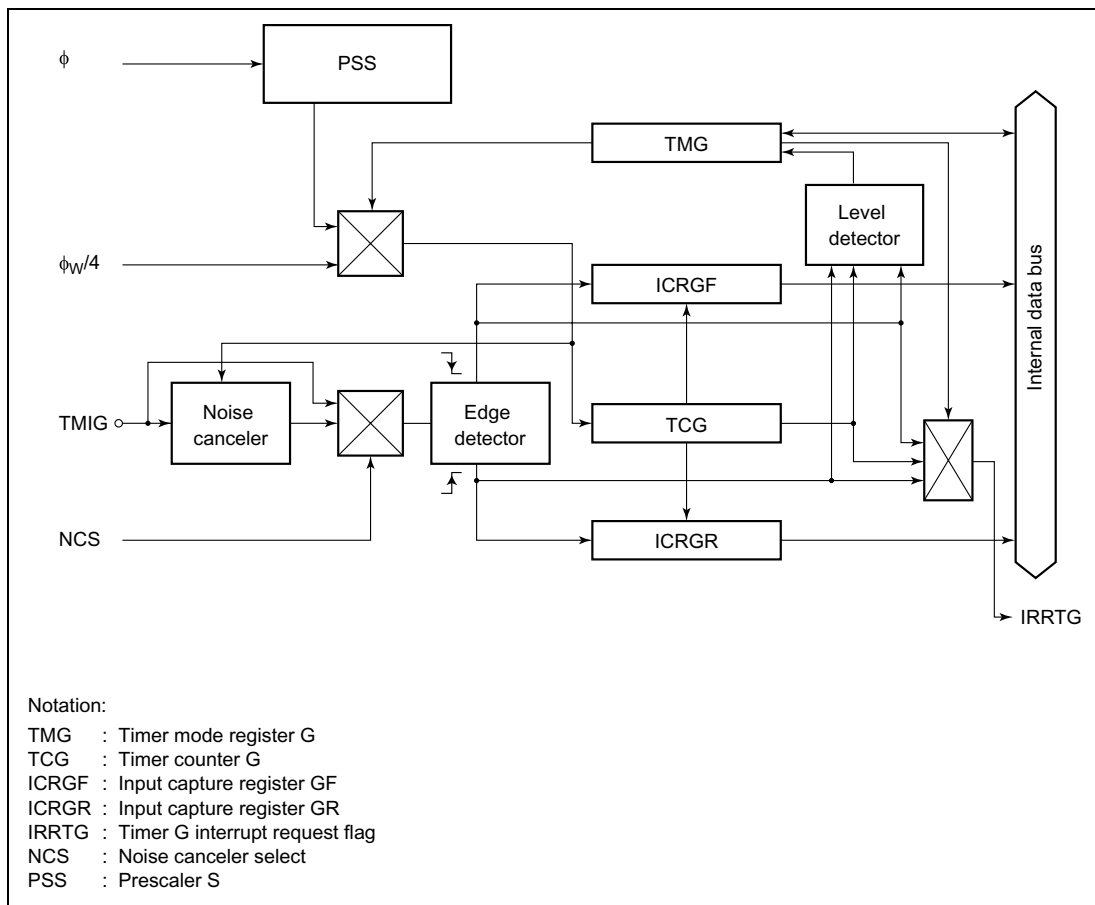 ϕ
PSS
TMG
Level
detector
ϕW/4
ICRGF
Internal data bus
TMIG
Noise
canceler
Edge
detector
TCG
NCS
ICRGR
IRRTG
Notation:
TMG : Timer mode register G
TCG : Timer counter G
ICRGF : Input capture register GF
ICRGR : Input capture register GR
IRRTG : Timer G interrupt request flag
NCS : Noise canceler select
PSS : Prescaler S